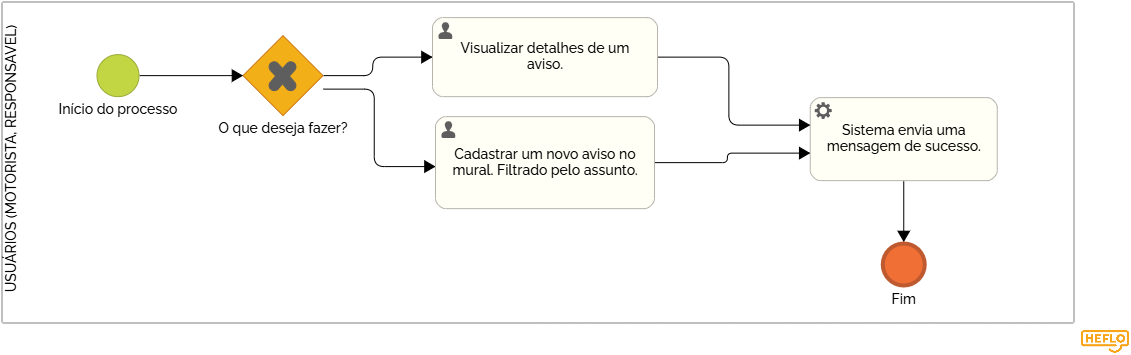 USUÁRIOS (MOTORISTA, RESPONSAVEL)
Início do processo
O que deseja fazer?
Visualizar detalhes de um
aviso.
Cadastrar um novo aviso no
mural. Filtrado pelo assunto.
Sistema envia uma
mensagem de sucesso.
Fim
HEFLO